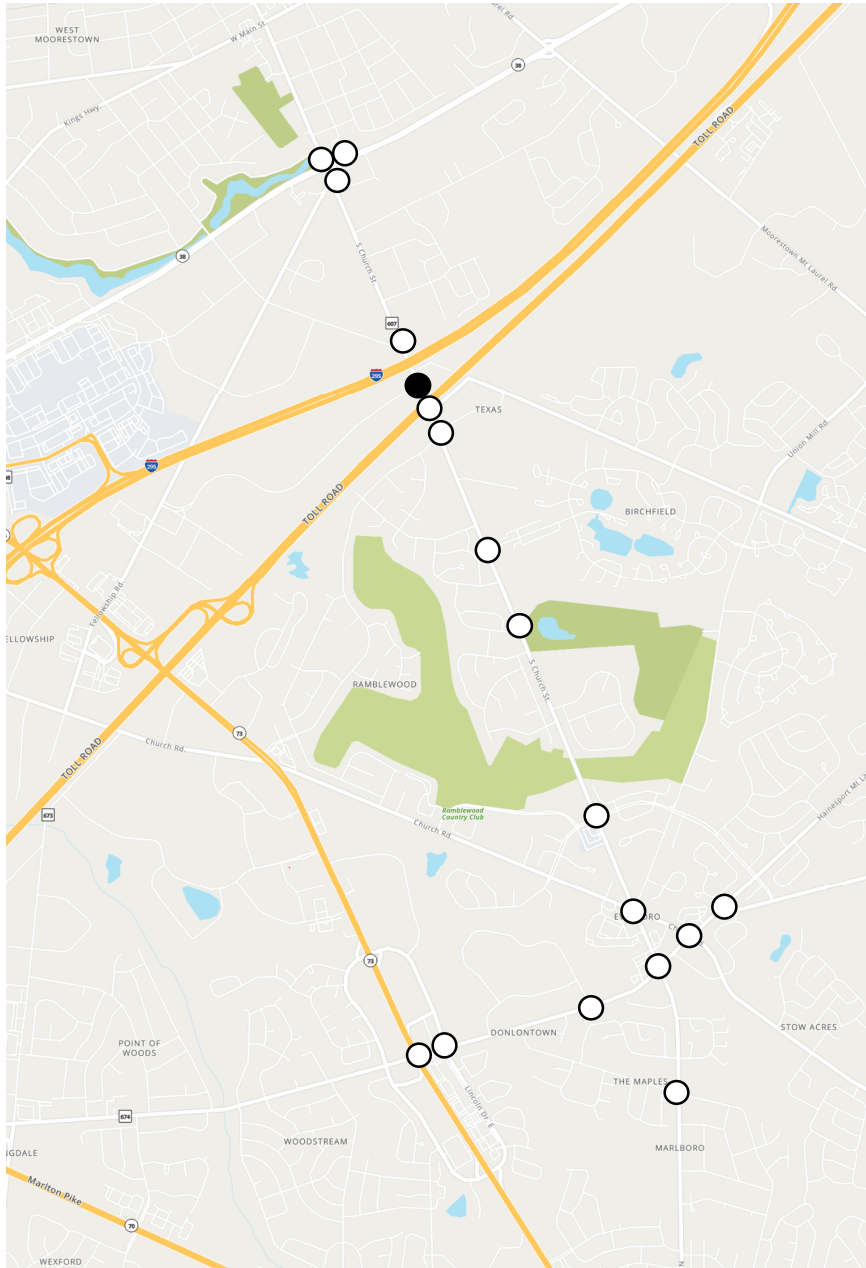 WEST
MOORESTOWN
W Main St.
Kings Hwy.
38
TOLL ROAD
38
S Church St.
Moorestown Mt Laurel Rd.
607
295
TEXAS
295
Union Mill Rd.
TOLL ROAD
BIRCHFIELD
Fellowship Rd.
ELLOWSHIP
S Church St.
RAMBLEWOOD
73
Church Rd.
TOLL ROAD
673
Ramblewood
Country Club
Church Rd.
Hainesport Mt La
73
DONLONTOWN
STOW ACRES
POINT OF
WOODS
THE MAPLES
Lincoln Dr. E
674
WOODSTREAM
MARLBORO
NGDALE
Marlton Pike
70
WEXFORD
N